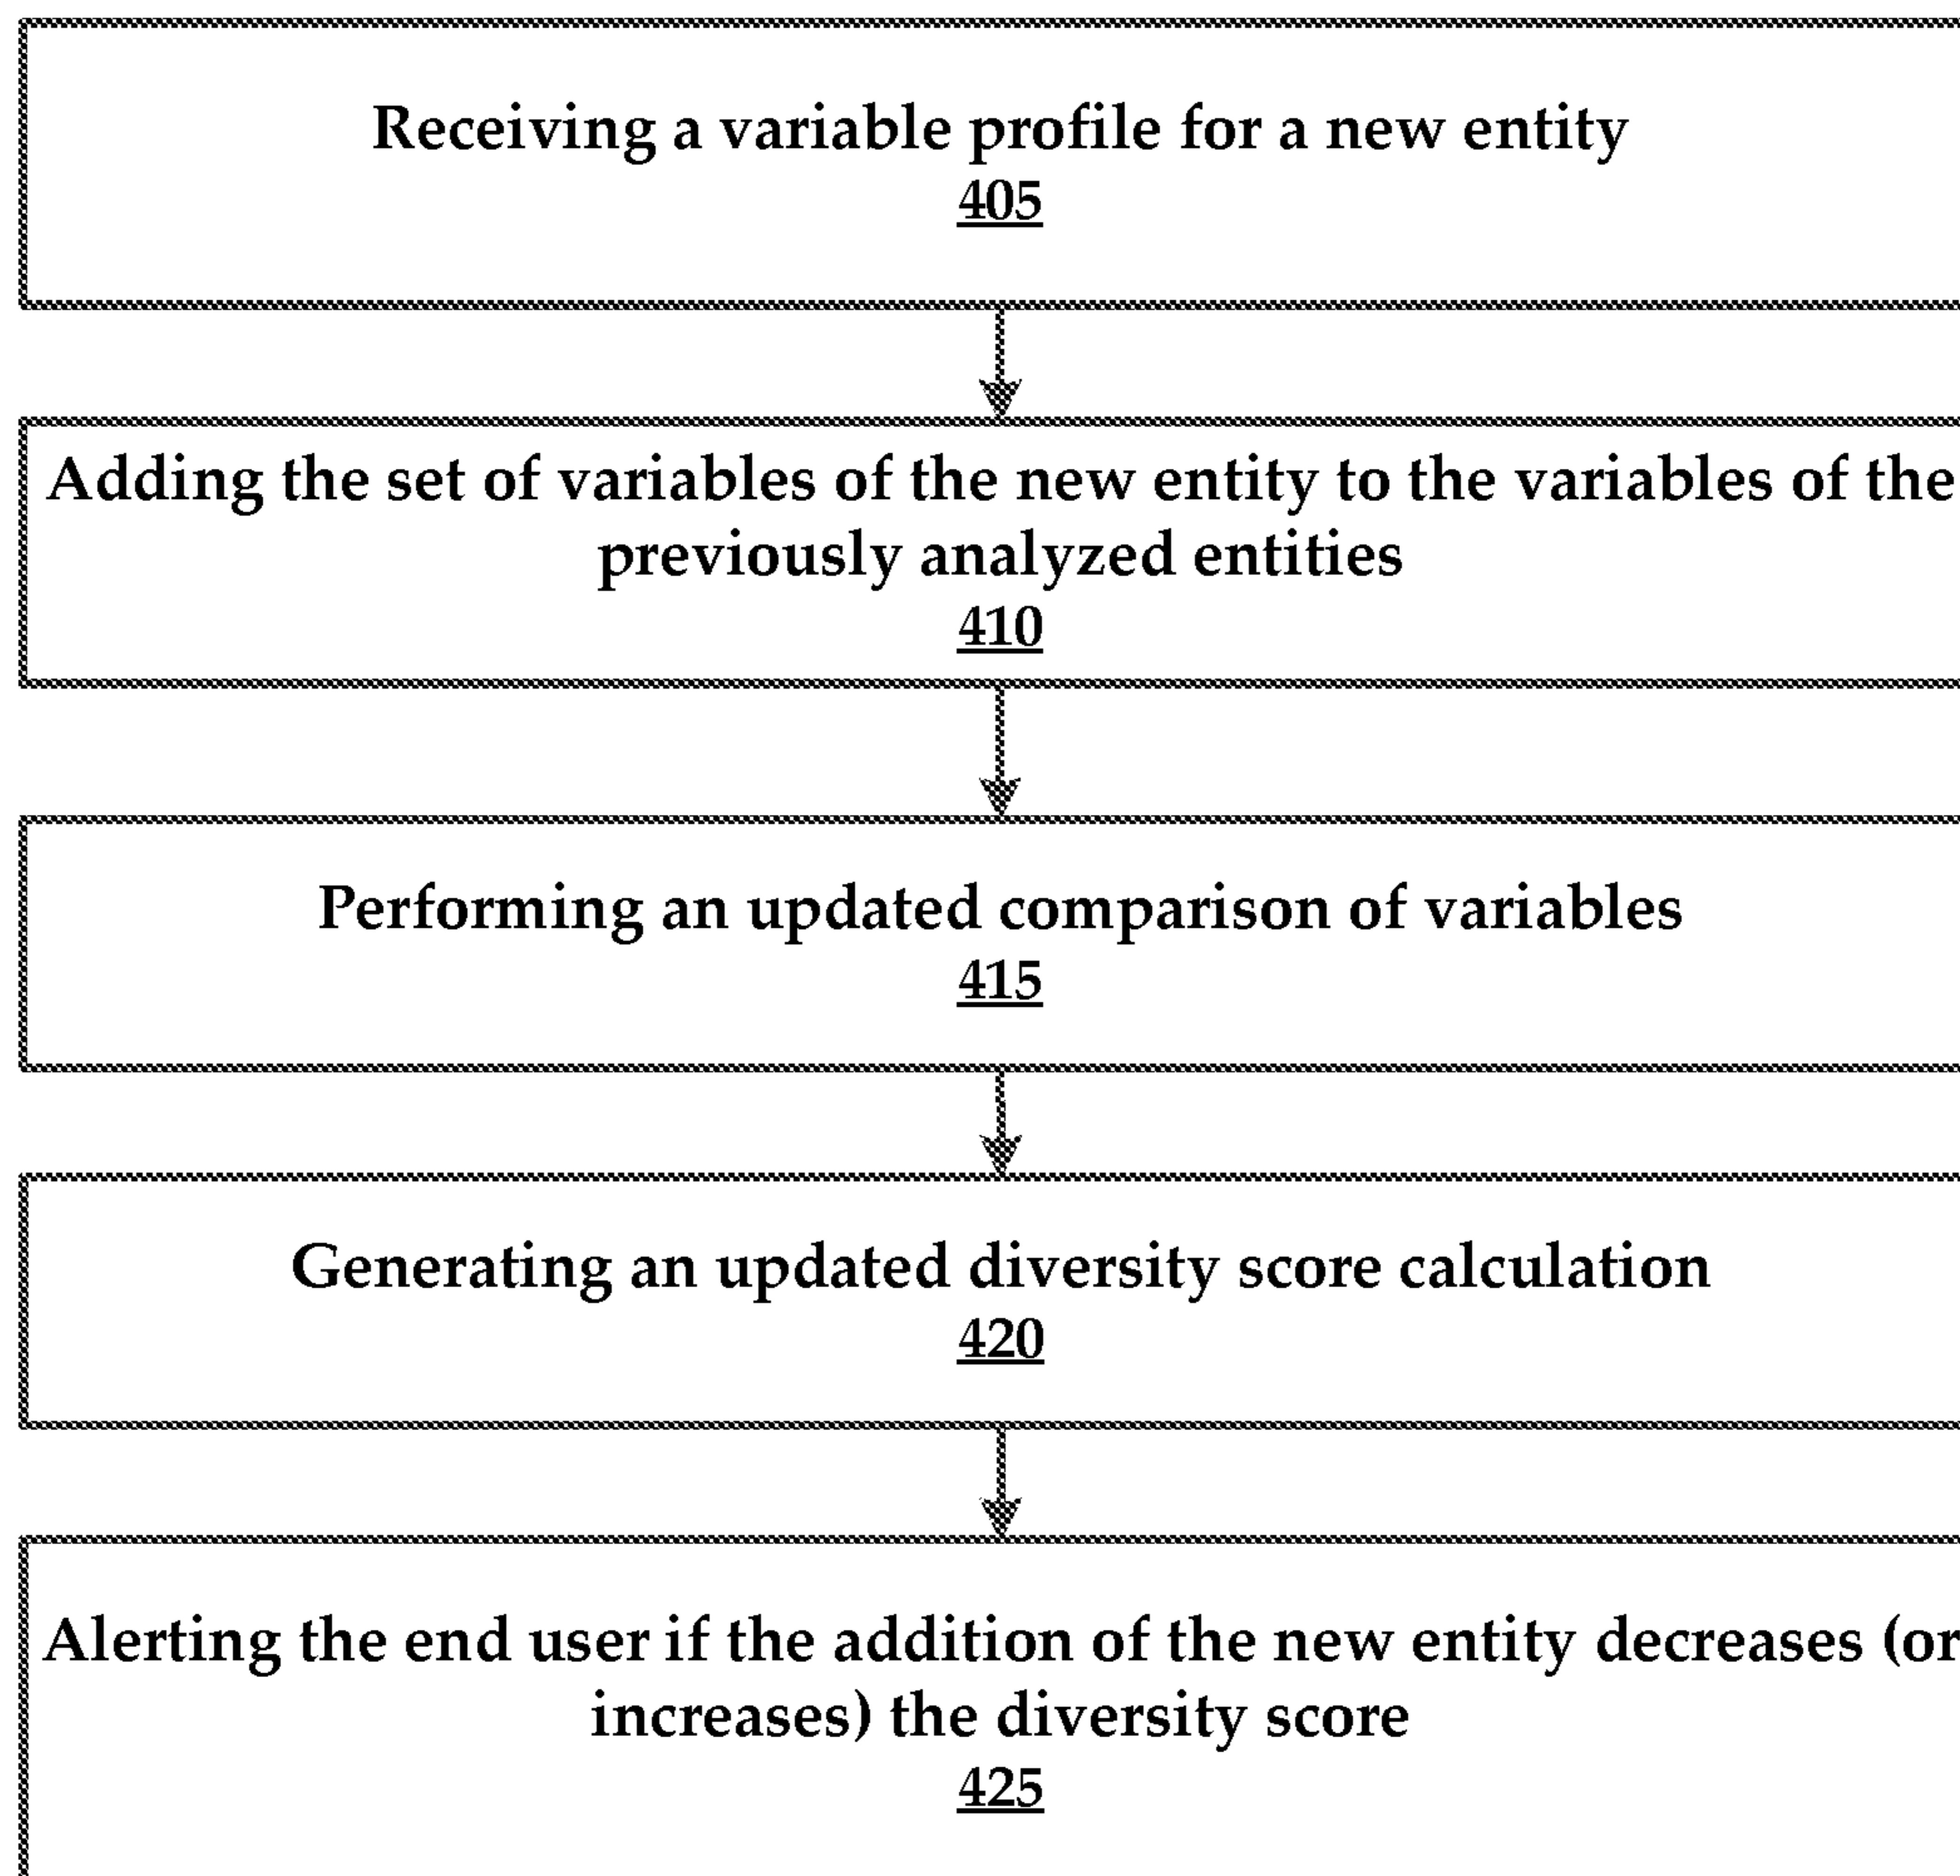 Receiving a variable profile for a new entity
405
Adding the set of variables of the new entity to the variables of the
previously analyzed entities
410
Performing an updated comparison of variables
415
Generating an updated diversity score calculation
420
Alerting the end user if the addition of the new entity decreases (or
increases) the diversity score
425